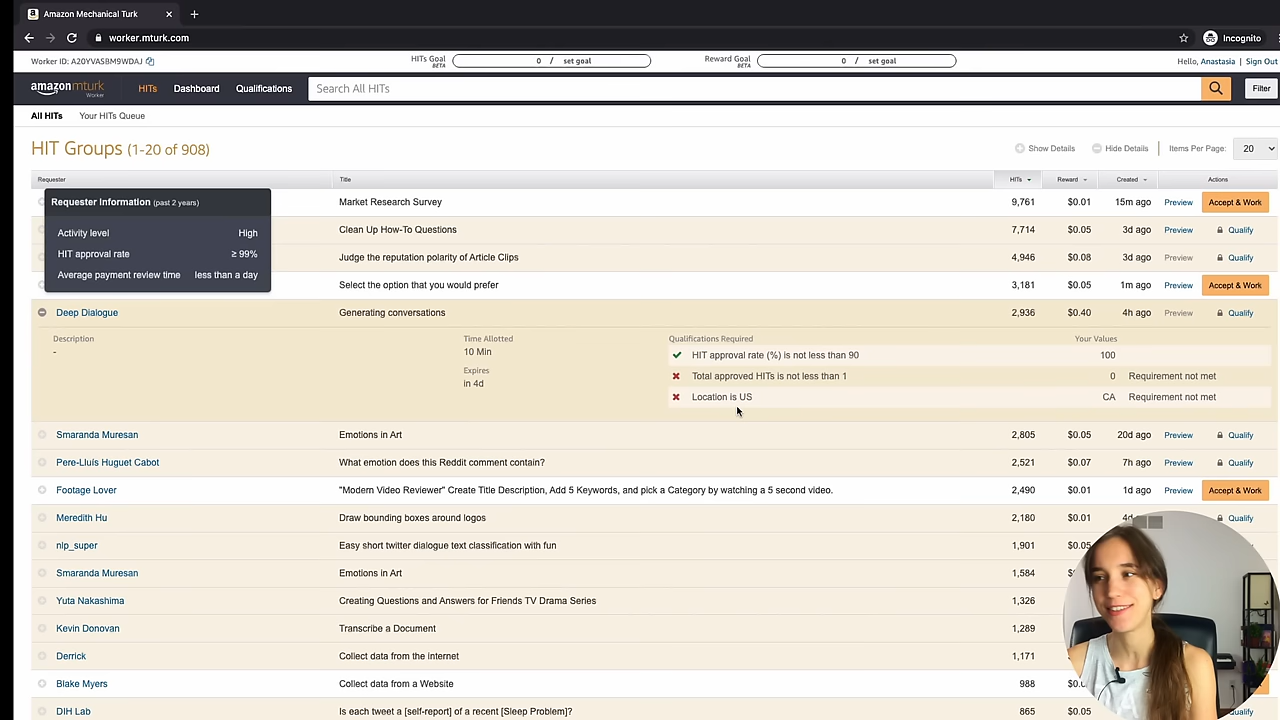 Amazon Mechanical Turk
worker.mturk.com
Incognito
Worker ID: A20YVASBM9WDAJ
HITs Goal
BETA
0 / set goal
Reward Goal
BETA
0 / set goal
Hello, Anastasia | Sign Out
amazonmturk
Worker
HITs Dashboard Qualifications
Search All HITs
Filter
All HITs Your HITs Queue
HIT Groups (1-20 of 908)
Show Details Hide Details Items Per Page: 20
Requester Title HITs Reward Created Actions
Requester Information (past 2 years)
Activity level High
HIT approval rate ≥ 99%
Average payment review time less than a day
Market Research Survey 9,761 $0.01 15m ago Preview Accept & Work
Clean Up How-To Questions 7,714 $0.05 3d ago Preview Qualify
Judge the reputation polarity of Article Clips 4,946 $0.08 3d ago Preview Qualify
Select the option that you would prefer 3,181 $0.05 1m ago Preview Accept & Work
Deep Dialogue Generating conversations 2,936 $0.40 4h ago Preview Qualify
Description
-
Time Allotted
10 Min
Expires
in 4d
Qualifications Required Your Values
HIT approval rate (%) is not less than 90 100
Total approved HITs is not less than 1 0 Requirement not met
Location is US CA Requirement not met
Smaranda Muresan Emotions in Art 2,805 $0.05 20d ago Preview Qualify
Pere-Lluís Huguet Cabot What emotion does this Reddit comment contain? 2,521 $0.07 7h ago Preview Qualify
Footage Lover "Modern Video Reviewer" Create Title Description, Add 5 Keywords, and pick a Category by watching a 5 second video. 2,490 $0.01 1d ago Preview Accept & Work
Meredith Hu Draw bounding boxes around logos 2,180 $0.01 Qualify
nlp_super Easy short twitter dialogue text classification with fun 1,901 $0.05
Smaranda Muresan Emotions in Art 1,584
Yuta Nakashima Creating Questions and Answers for Friends TV Drama Series 1,326
Kevin Donovan Transcribe a Document 1,289
Derrick Collect data from the internet 1,171
Blake Myers Collect data from a Website 988
DIH Lab Is each tweet a [self-report] of a recent [Sleep Problem]? 865 $0.05 Qualify